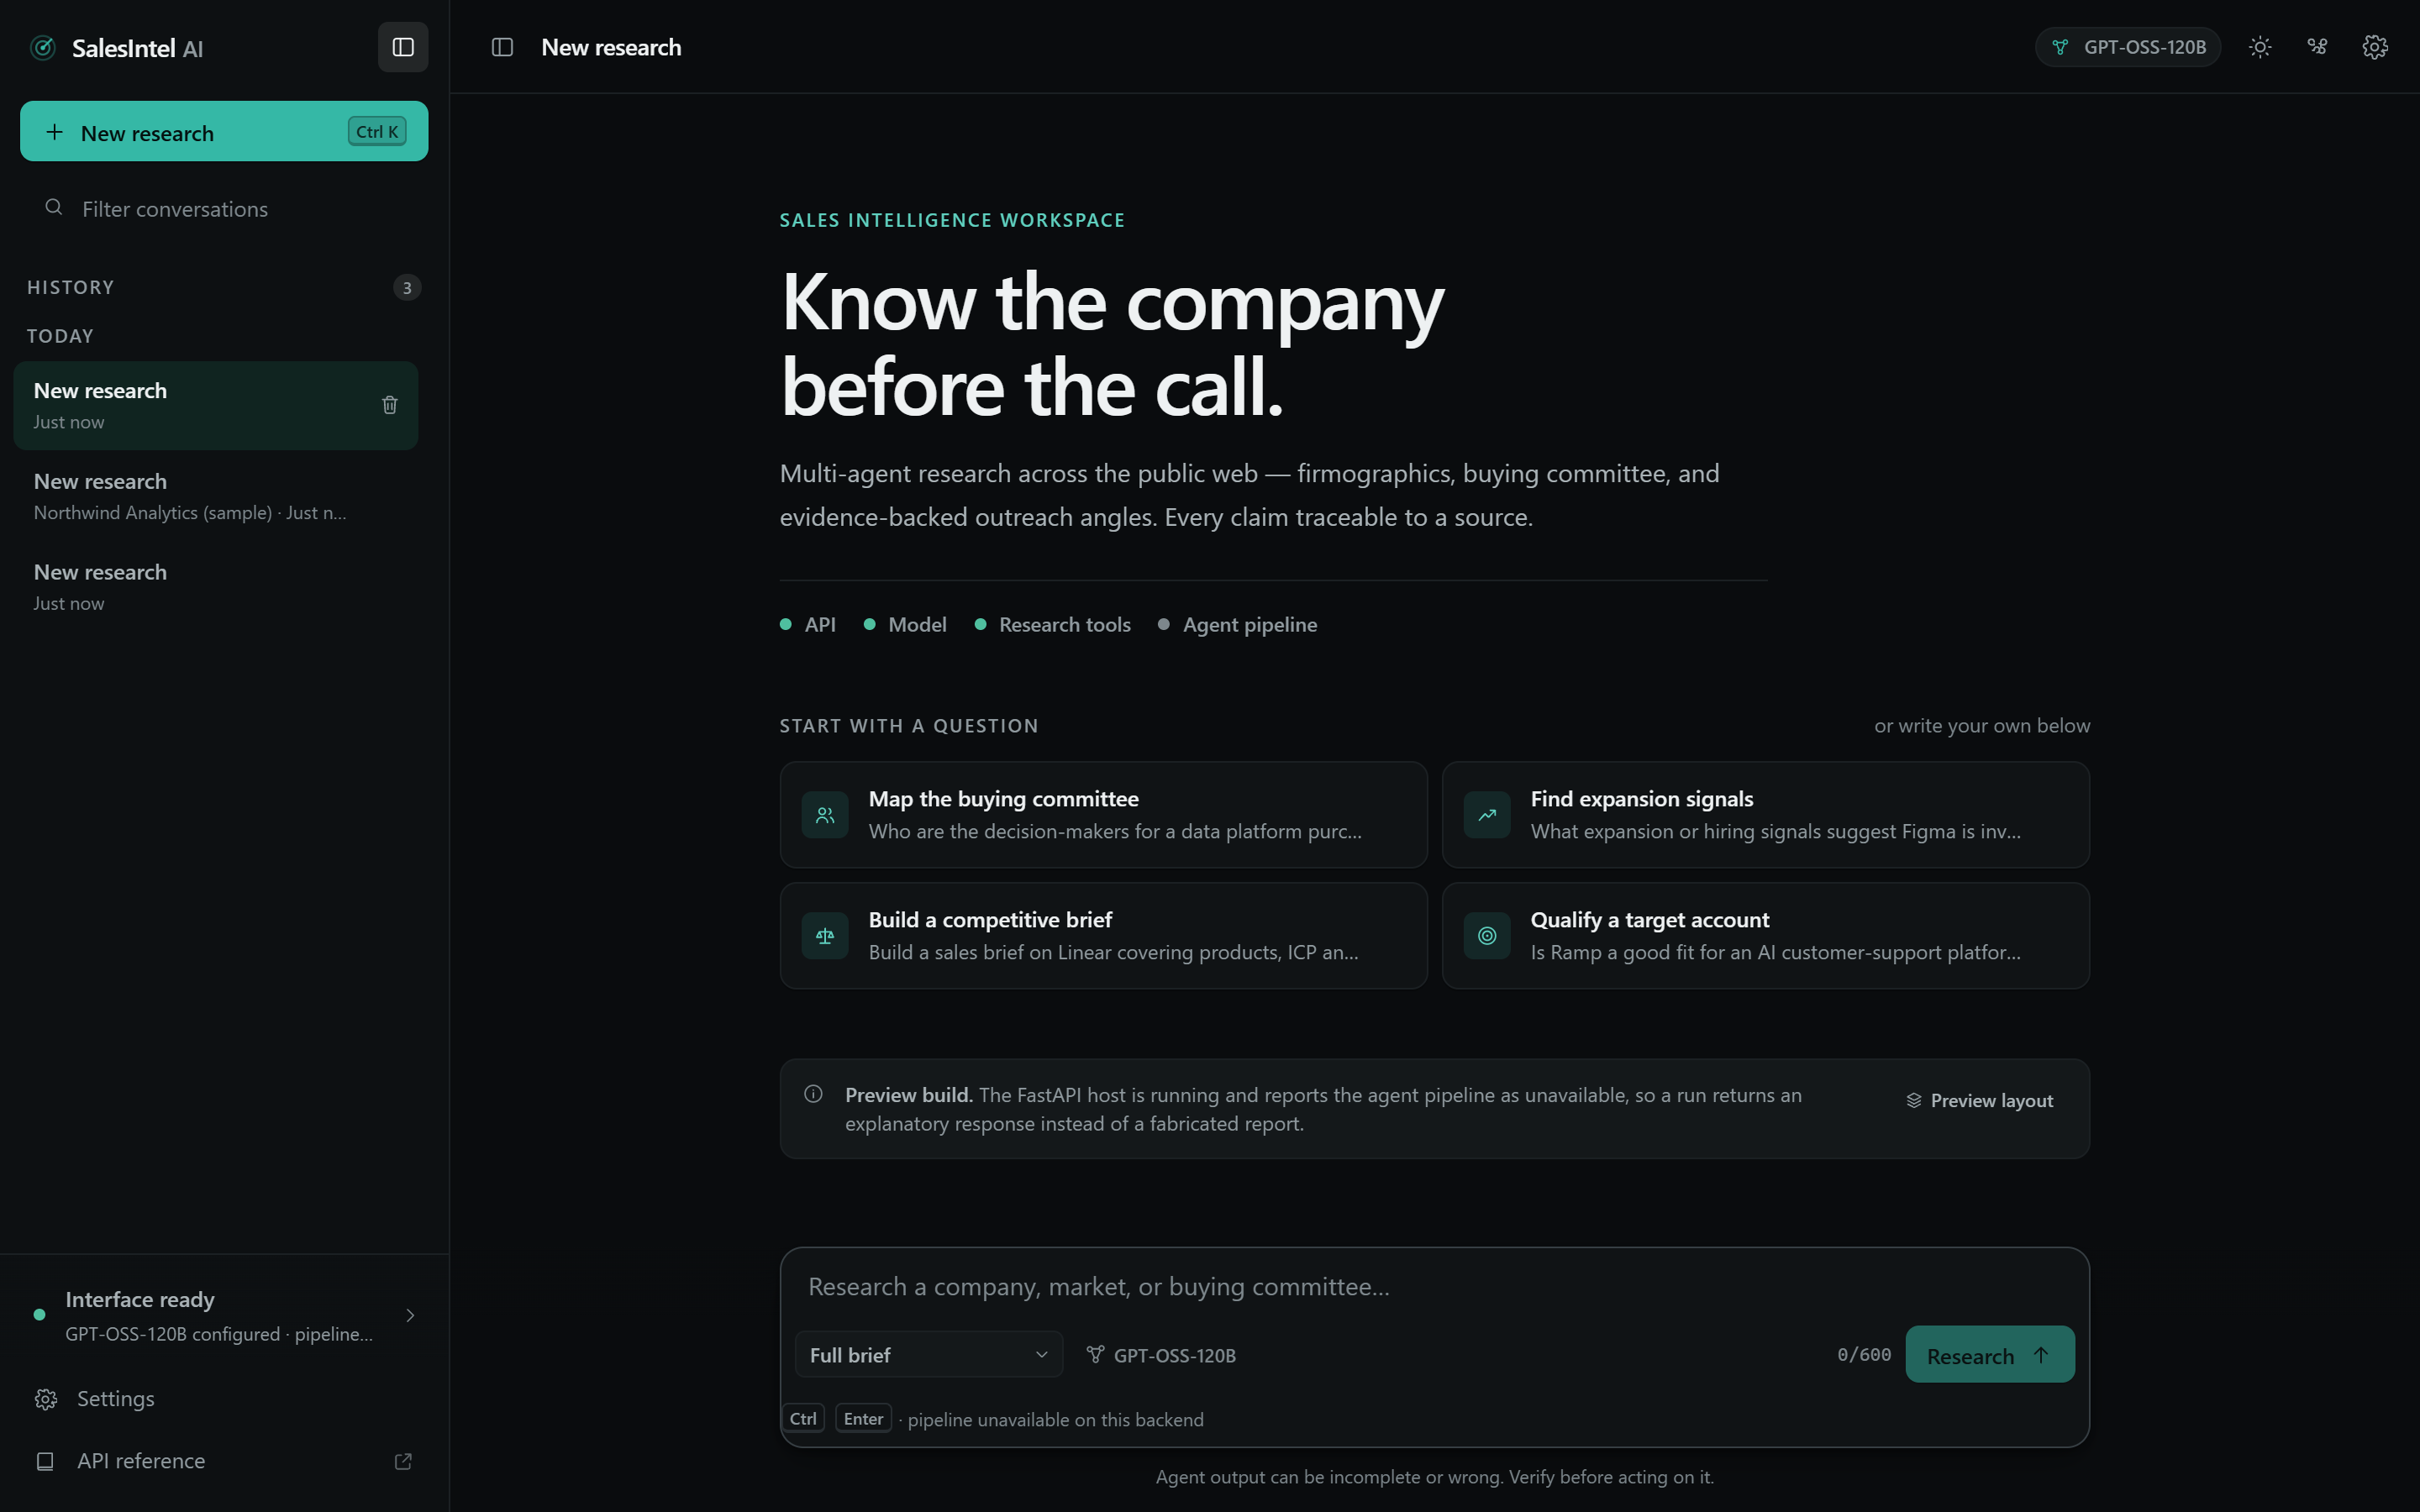 SalesIntel AI
New research
Ctrl K
Filter conversations
HISTORY
3
TODAY
New research
Just now
New research
Northwind Analytics (sample) · Just n...
New research
Just now
Interface ready
GPT-OSS-120B configured · pipeline...
Settings
API reference
New research
GPT-OSS-120B
SALES INTELLIGENCE WORKSPACE
Know the company
before the call.
Multi-agent research across the public web — firmographics, buying committee, and
evidence-backed outreach angles. Every claim traceable to a source.
API
Model
Research tools
Agent pipeline
START WITH A QUESTION
or write your own below
Map the buying committee
Who are the decision-makers for a data platform purc...
Find expansion signals
What expansion or hiring signals suggest Figma is inv...
Build a competitive brief
Build a sales brief on Linear covering products, ICP an...
Qualify a target account
Is Ramp a good fit for an AI customer-support platfor...
Preview build. The FastAPI host is running and reports the agent pipeline as unavailable, so a run returns an
explanatory response instead of a fabricated report.
Preview layout
Research a company, market, or buying committee...
Full brief
GPT-OSS-120B
0/600
Research
Ctrl Enter · pipeline unavailable on this backend
Agent output can be incomplete or wrong. Verify before acting on it.